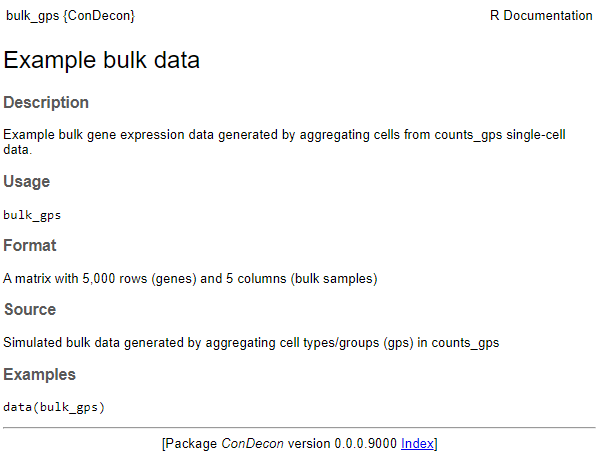 bulk_gps {ConDecon} R Documentation
Example bulk data
Description
Example bulk gene expression data generated by aggregating cells from counts_gps single-cell
data.
Usage
bulk_gps
Format
A matrix with 5,000 rows (genes) and 5 columns (bulk samples)
Source
Simulated bulk data generated by aggregating cell types/groups (gps) in counts_gps
Examples
data(bulk_gps)
[Package ConDecon version 0.0.0.9000 Index]